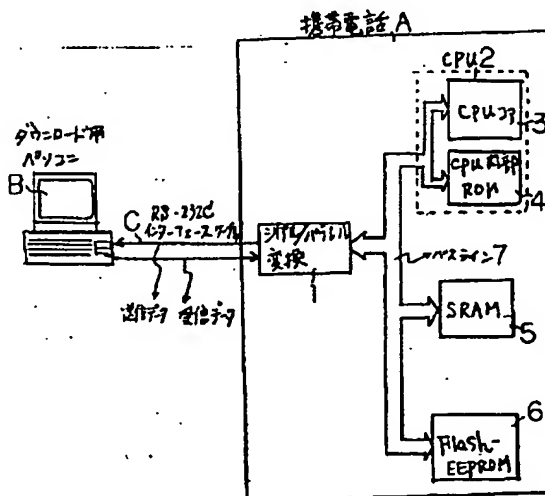 携帯電話 A
CPU2
CPUコア
3
CPU内部
ROM
4
ダウンロード用
パソコン
B
C
RS-232C
インターフェースケーブル
シリアル/パラレル
変換
1
送信データ
受信データ
バスライン7
SRAM
5
6
Flash-
EEPROM